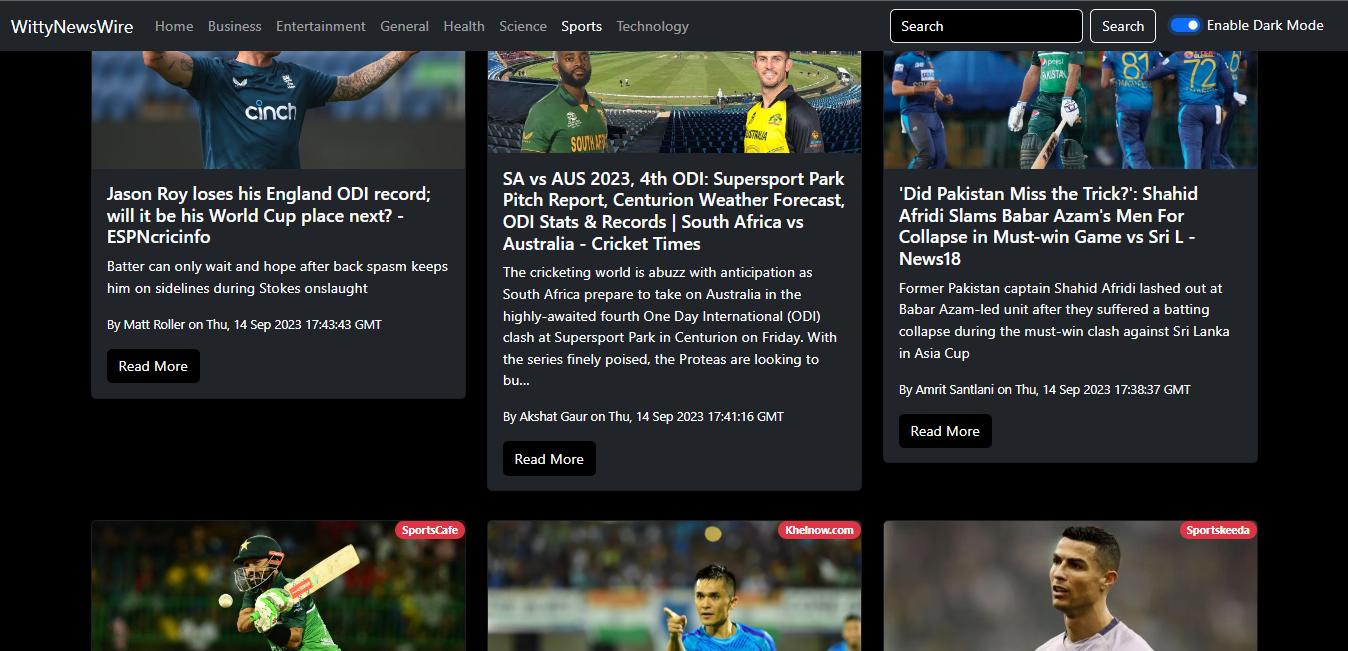 WittyNewsWire Home Business Entertainment General Health Science Sports Technology Search Search Enable Dark Mode
cinch
SOUTH AFRI
AUSTRALIA
pepsi
PAKISTAN
81
72
Jason Roy loses his England ODI record;
will it be his World Cup place next? -
ESPNcricinfo
Batter can only wait and hope after back spasm keeps
him on sidelines during Stokes onslaught
By Matt Roller on Thu, 14 Sep 2023 17:43:43 GMT
Read More
SA vs AUS 2023, 4th ODI: Supersport Park
Pitch Report, Centurion Weather Forecast,
ODI Stats & Records | South Africa vs
Australia - Cricket Times
The cricketing world is abuzz with anticipation as
South Africa prepare to take on Australia in the
highly-awaited fourth One Day International (ODI)
clash at Supersport Park in Centurion on Friday. With
the series finely poised, the Proteas are looking to
bu...
By Akshat Gaur on Thu, 14 Sep 2023 17:41:16 GMT
Read More
'Did Pakistan Miss the Trick?': Shahid
Afridi Slams Babar Azam's Men For
Collapse in Must-win Game vs Sri L -
News18
Former Pakistan captain Shahid Afridi lashed out at
Babar Azam-led unit after they suffered a batting
collapse during the must-win clash against Sri Lanka
in Asia Cup
By Amrit Santlani on Thu, 14 Sep 2023 17:38:37 GMT
Read More
SportsCafe
Khelnow.com
Sportskeeda